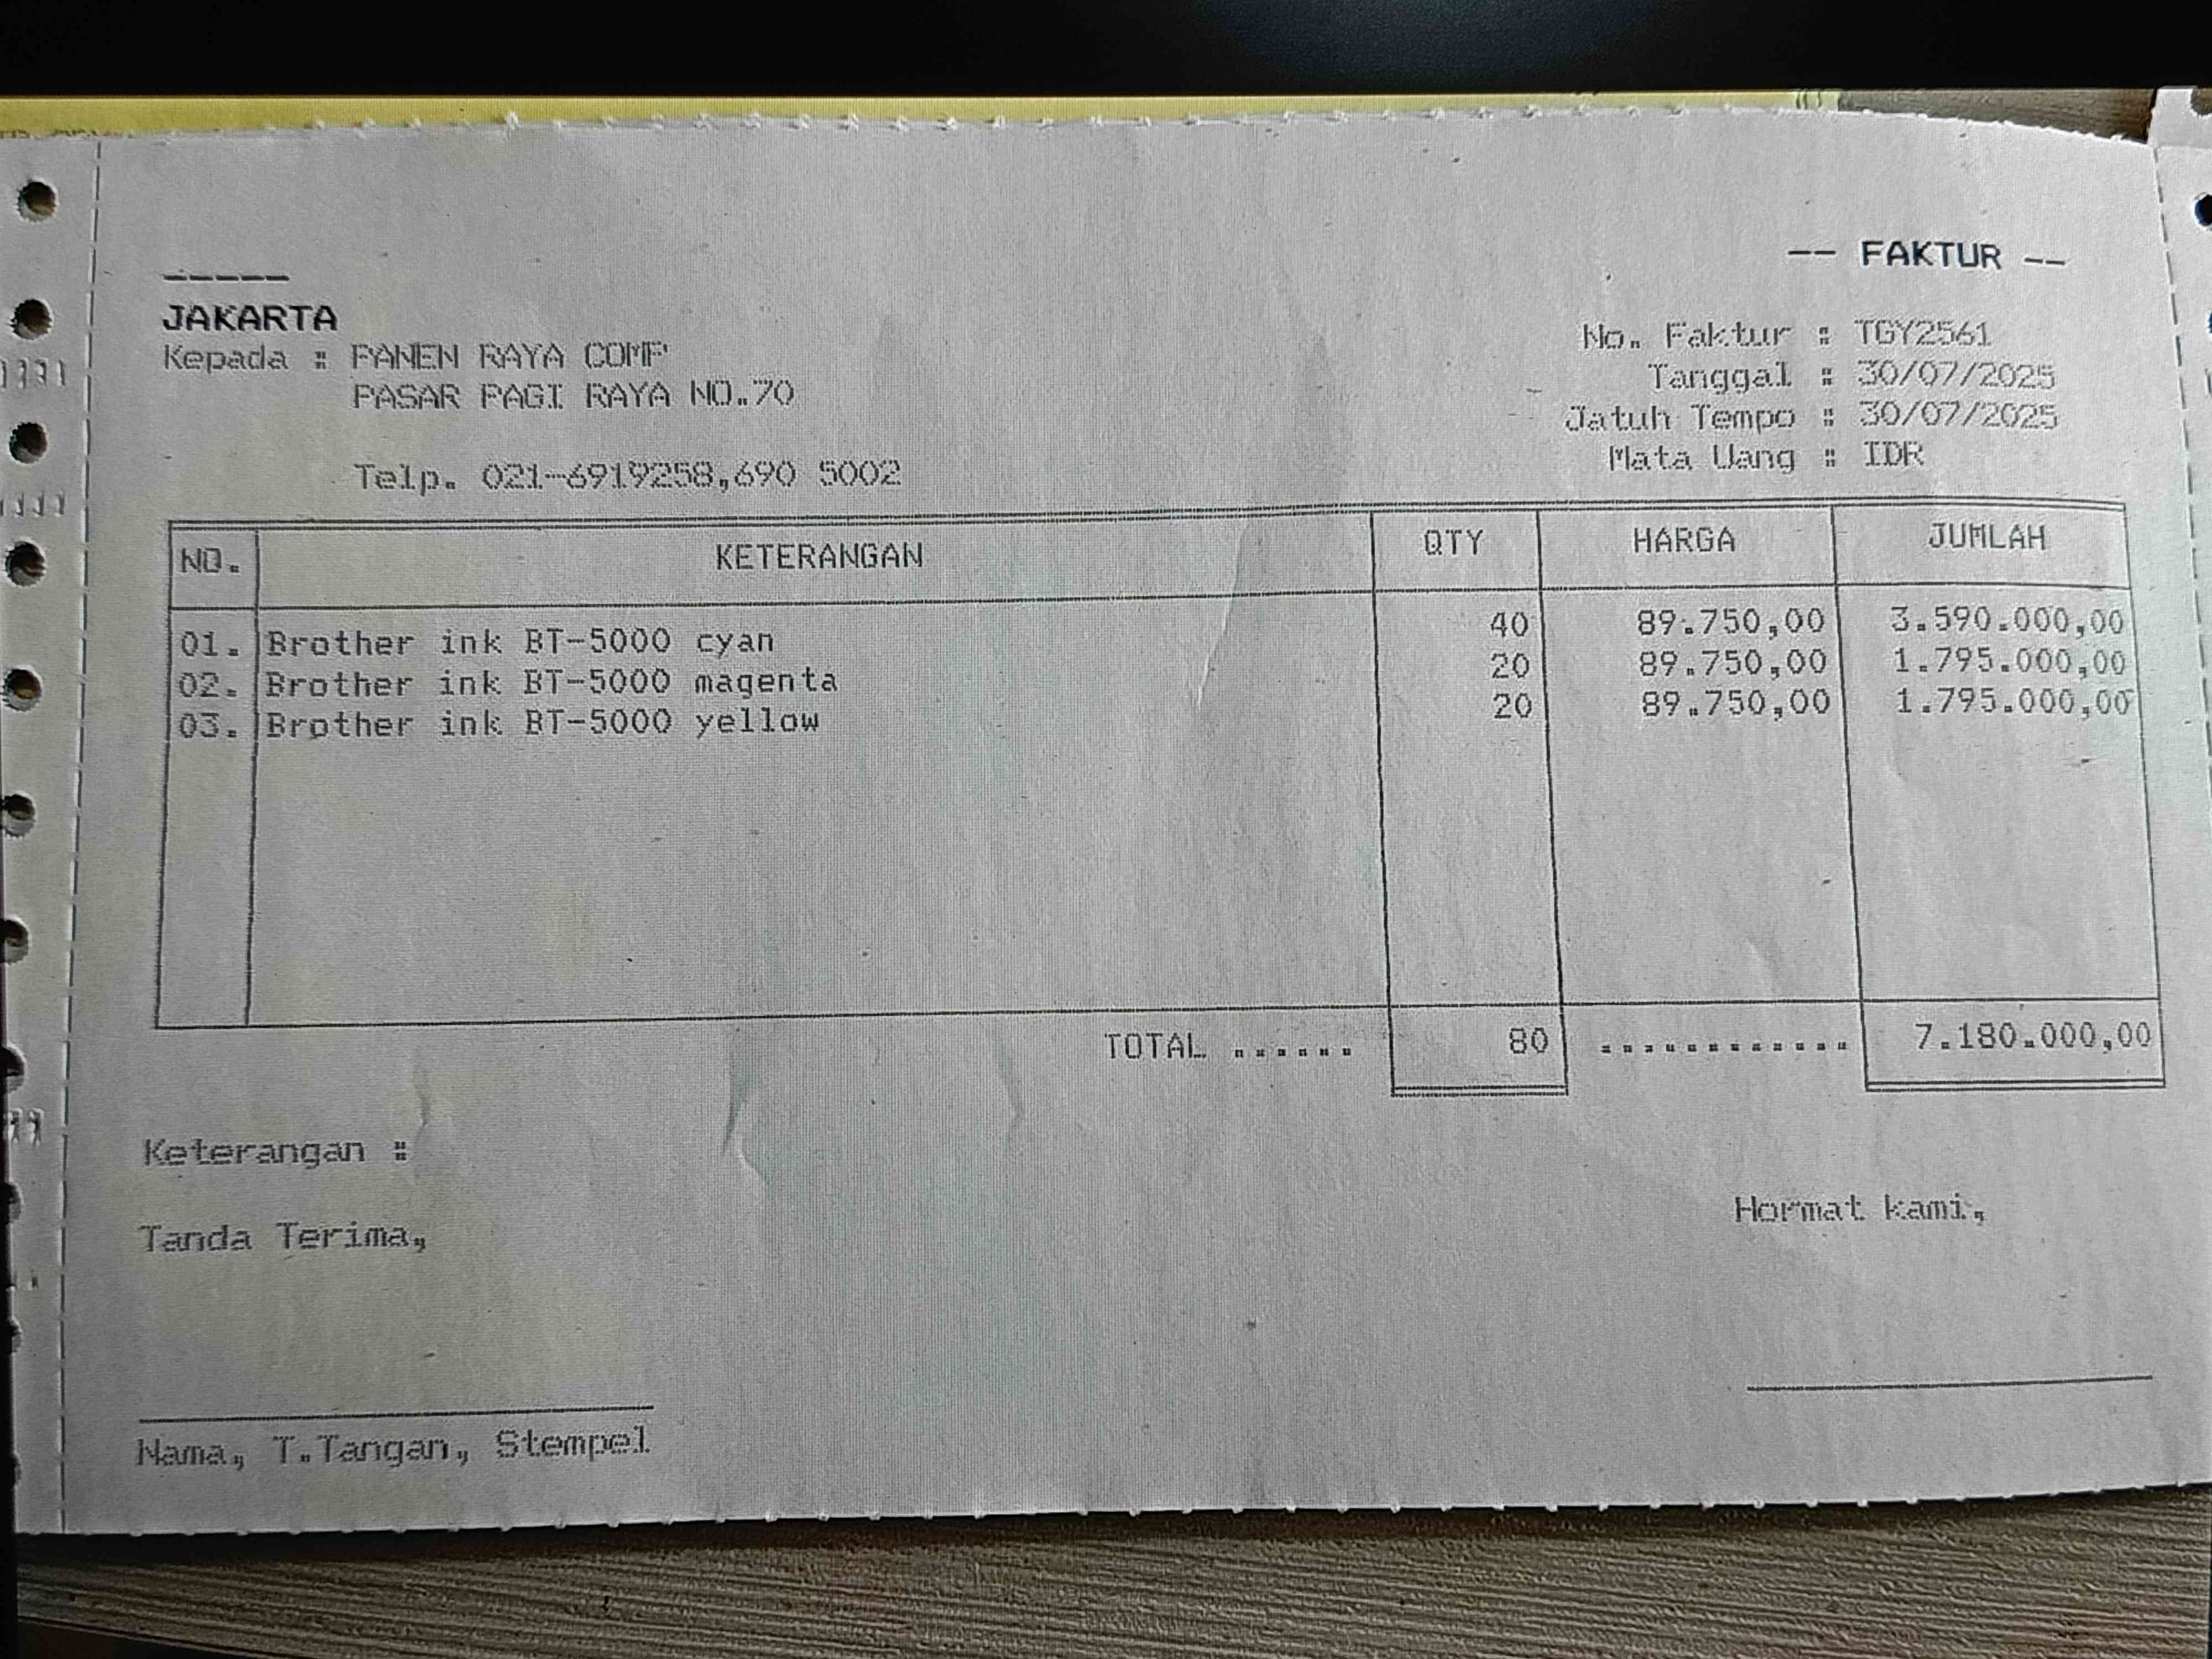 -- FAKTUR --
-----
JAKARTA
Kepada : PANEN RAYA COMP
PASAR PAGI RAYA NO.70
Telp. 021-6919258,690 5002
No. Faktur : TGY2561
Tanggal : 30/07/2025
Jatuh Tempo : 30/07/2025
Mata Uang : IDR
NO. KETERANGAN QTY HARGA JUMLAH
01. Brother ink BT-5000 cyan 40 89.750,00 3.590.000,00
02. Brother ink BT-5000 magenta 20 89.750,00 1.795.000,00
03. Brother ink BT-5000 yellow 20 89.750,00 1.795.000,00
TOTAL ...... 80 ............ 7.180.000,00
Keterangan :
Tanda Terima,
Hormat kami,
Nama, T.Tangan, Stempel